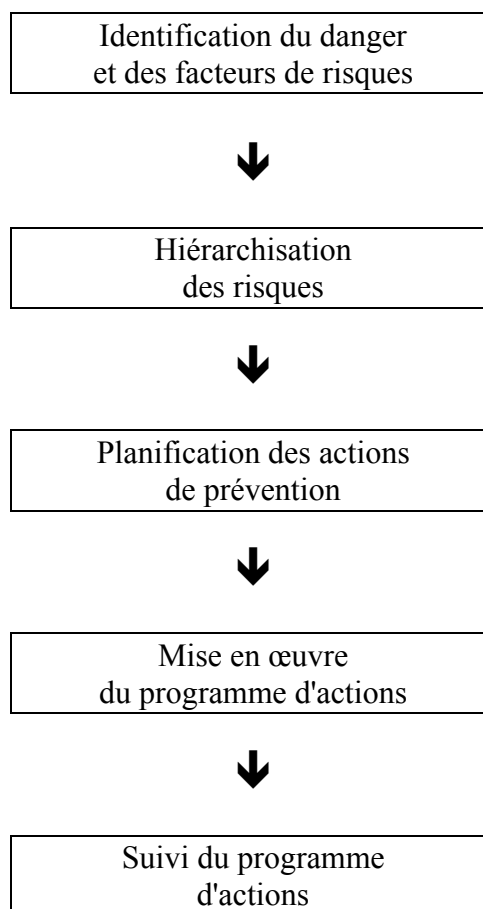 Identification du danger
et des facteurs de risques
Hiérarchisation
des risques
Planification des actions
de prévention
Mise en œuvre
du programme d'actions
Suivi du programme
d'actions